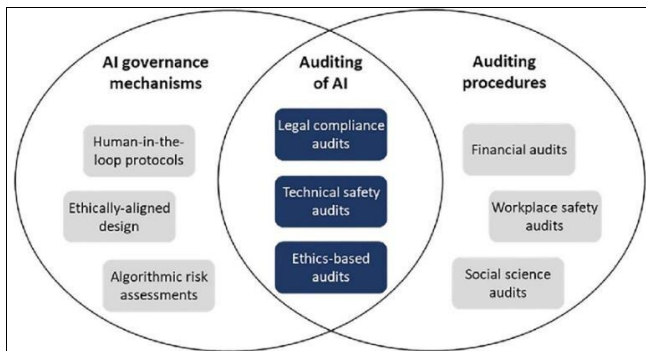 AI governance
mechanisms
Human-in-the-
loop protocols
Ethically-aligned
design
Algorithmic risk
assessments
Auditing
of AI
Legal compliance
audits
Technical safety
audits
Ethics-based
audits
Auditing
procedures
Financial audits
Workplace safety
audits
Social science
audits